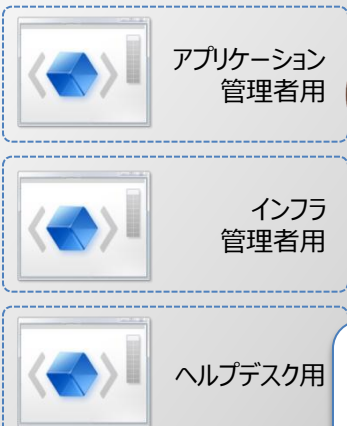 アプリケーション
管理者用
インフラ
管理者用
ヘルプデスク用